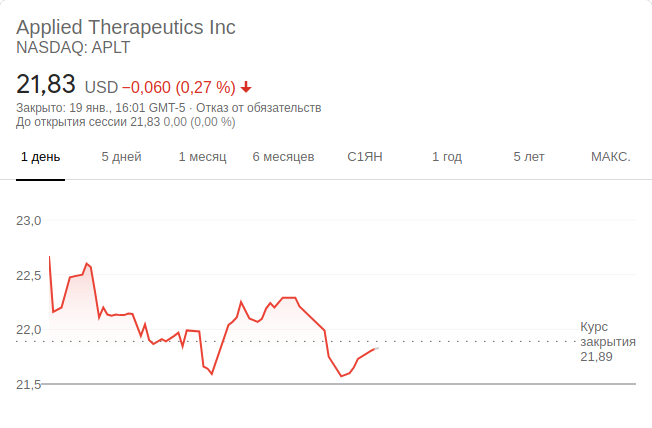 Applied Therapeutics Inc
NASDAQ: APLT
21,83 USD −0,060 (0,27 %)
Закрыто: 19 янв., 16:01 GMT-5 · Отказ от обязательств
До открытия сессии 21,83 0,00 (0,00 %)
1 день 5 дней 1 месяц 6 месяцев С1ЯН 1 год 5 лет МАКС.
23,0
22,5
22,0
Курс
закрытия
21,89
21,5